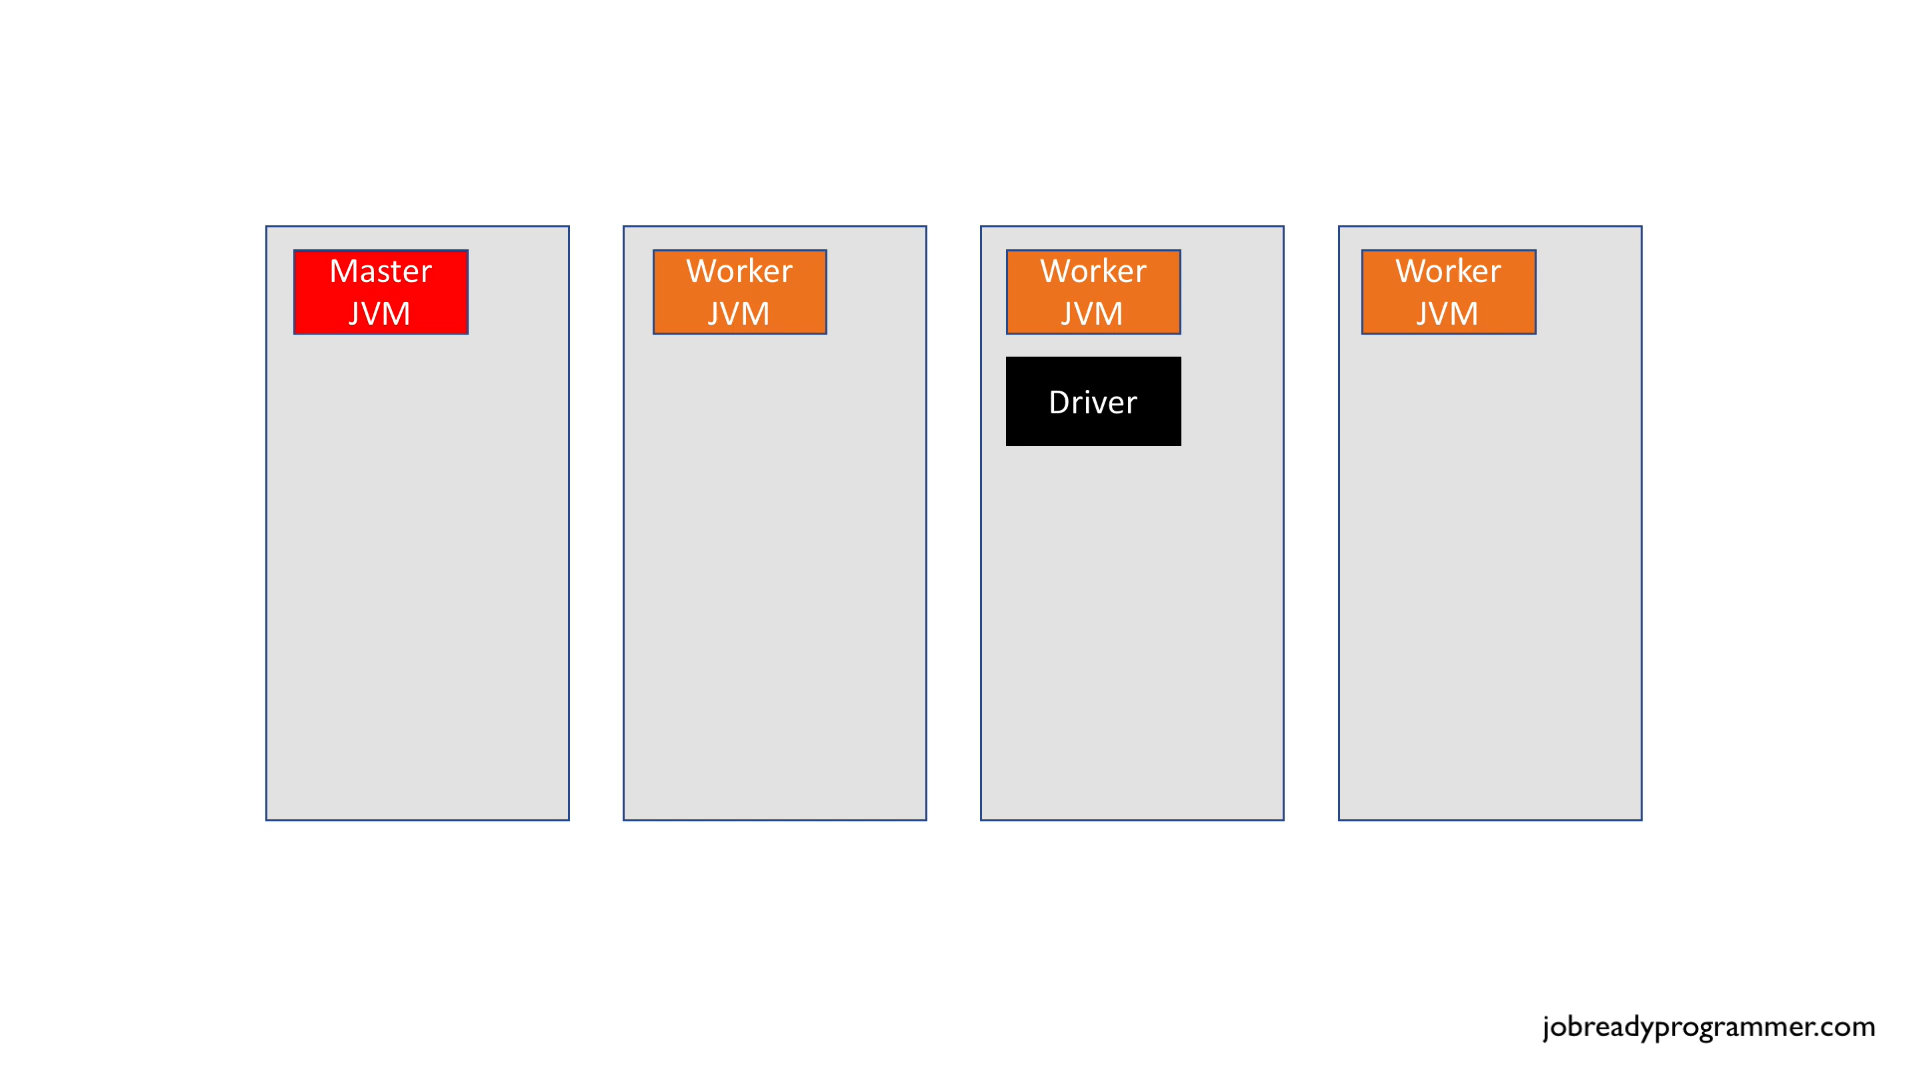 Master
JVM
Worker
JVM
Worker
JVM
Driver
Worker
JVM
jobreadyprogrammer.com